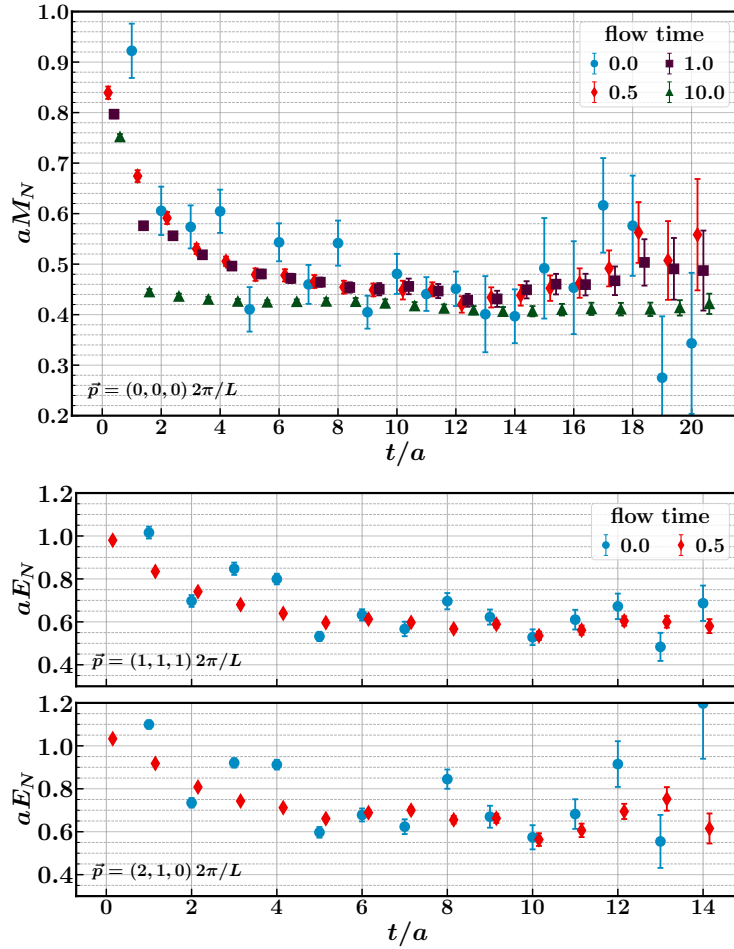 1.0
0.9
0.8
0.7
0.6
0.5
0.4
0.3
0.2
aM_N
flow time
0.0 1.0
0.5 10.0
p⃗ = (0, 0, 0) 2π/L
0 2 4 6 8 10 12 14 16 18 20
t/a
1.2
1.0
0.8
0.6
0.4
aE_N
flow time
0.0 0.5
p⃗ = (1, 1, 1) 2π/L
1.2
1.0
0.8
0.6
0.4
aE_N
p⃗ = (2, 1, 0) 2π/L
0 2 4 6 8 10 12 14
t/a